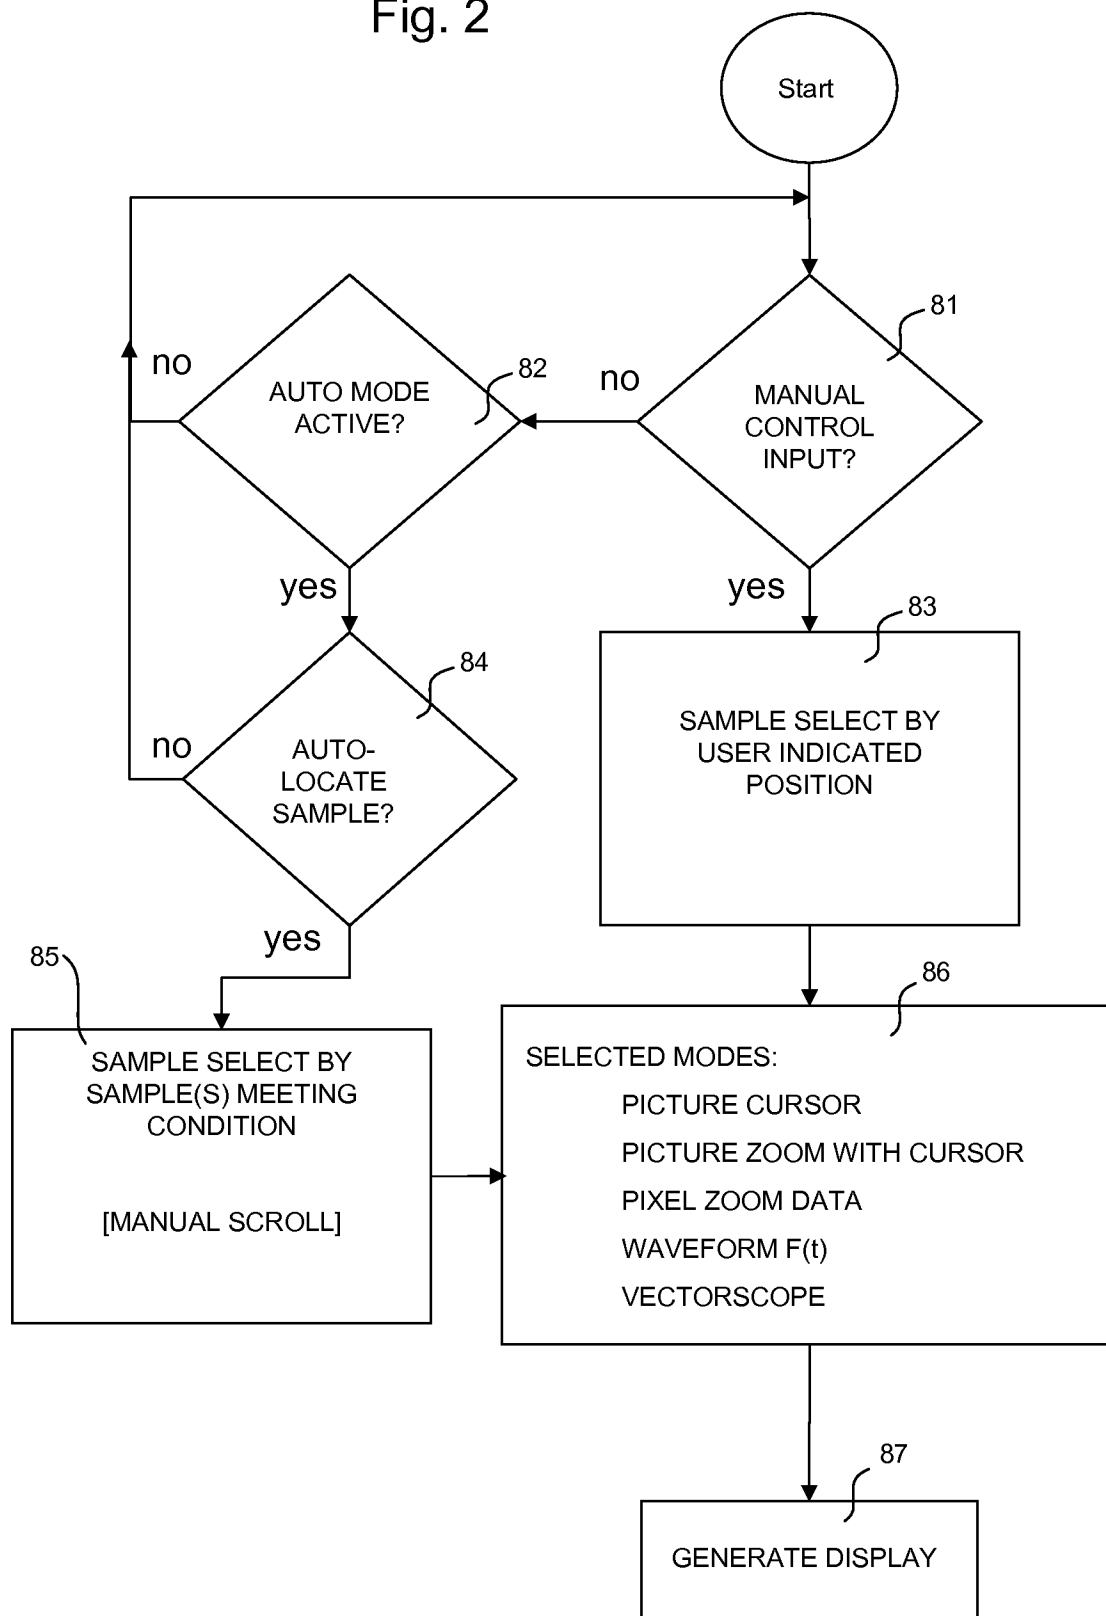 Fig. 2
Start
81
no
82
no
AUTO MODE
ACTIVE?
MANUAL
CONTROL
INPUT?
yes
yes
83
84
SAMPLE SELECT BY
USER INDICATED
POSITION
no
AUTO-
LOCATE
SAMPLE?
yes
85
86
SAMPLE SELECT BY
SAMPLE(S) MEETING
CONDITION
[MANUAL SCROLL]
SELECTED MODES:
PICTURE CURSOR
PICTURE ZOOM WITH CURSOR
PIXEL ZOOM DATA
WAVEFORM F(t)
VECTORSCOPE
87
GENERATE DISPLAY